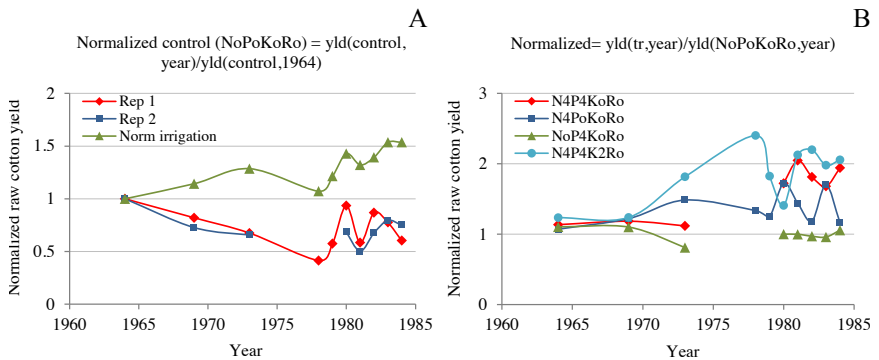 A
Normalized control (NoPoKoRo) = yld(control,
year)/yld(control,1964)
Normalized raw cotton yield
2
1.5
1
0.5
0
Rep 1
Rep 2
Norm irrigation
1960
1965
1970
1975
1980
1985
Year
B
Normalized= yld(tr,year)/yld(NoPoKoRo,year)
Normalized raw cotton yield
3
2
1
0
N4P4KoRo
N4PoKoRo
NoP4KoRo
N4P4K2Ro
1960
1965
1970
1975
1980
1985
Year